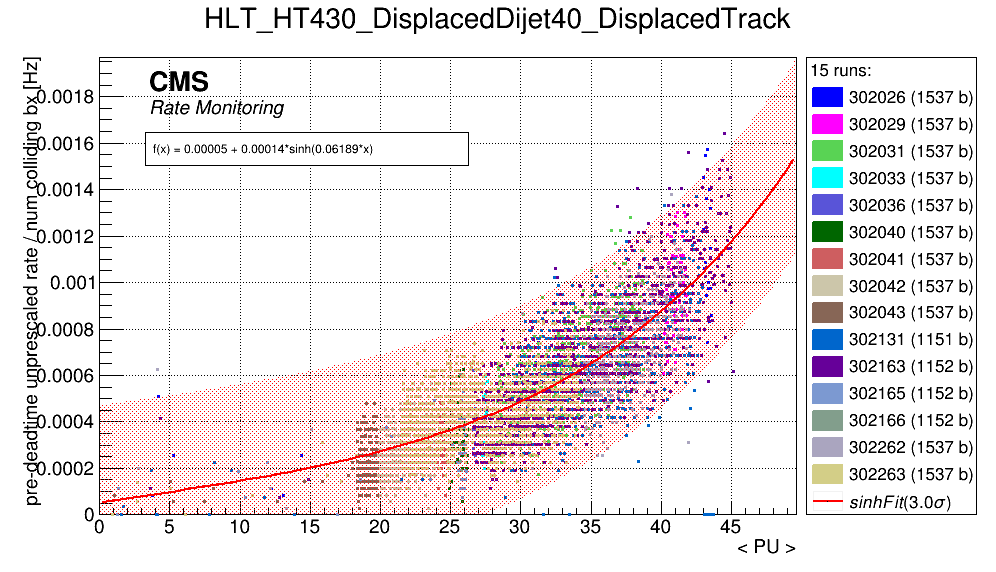 HLT_HT430_DisplacedDijet40_DisplacedTrack
pre-deadtime unprescaled rate / num colliding bx [Hz]
CMS
Rate Monitoring
f(x) = 0.00005 + 0.00014*sinh(0.06189*x)
0.0018
0.0016
0.0014
0.0012
0.001
0.0008
0.0006
0.0004
0.0002
0
0 5 10 15 20 25 30 35 40 45
< PU >
15 runs:
302026 (1537 b)
302029 (1537 b)
302031 (1537 b)
302033 (1537 b)
302036 (1537 b)
302040 (1537 b)
302041 (1537 b)
302042 (1537 b)
302043 (1537 b)
302131 (1151 b)
302163 (1152 b)
302165 (1152 b)
302166 (1152 b)
302262 (1537 b)
302263 (1537 b)
sinhFit(3.0σ)